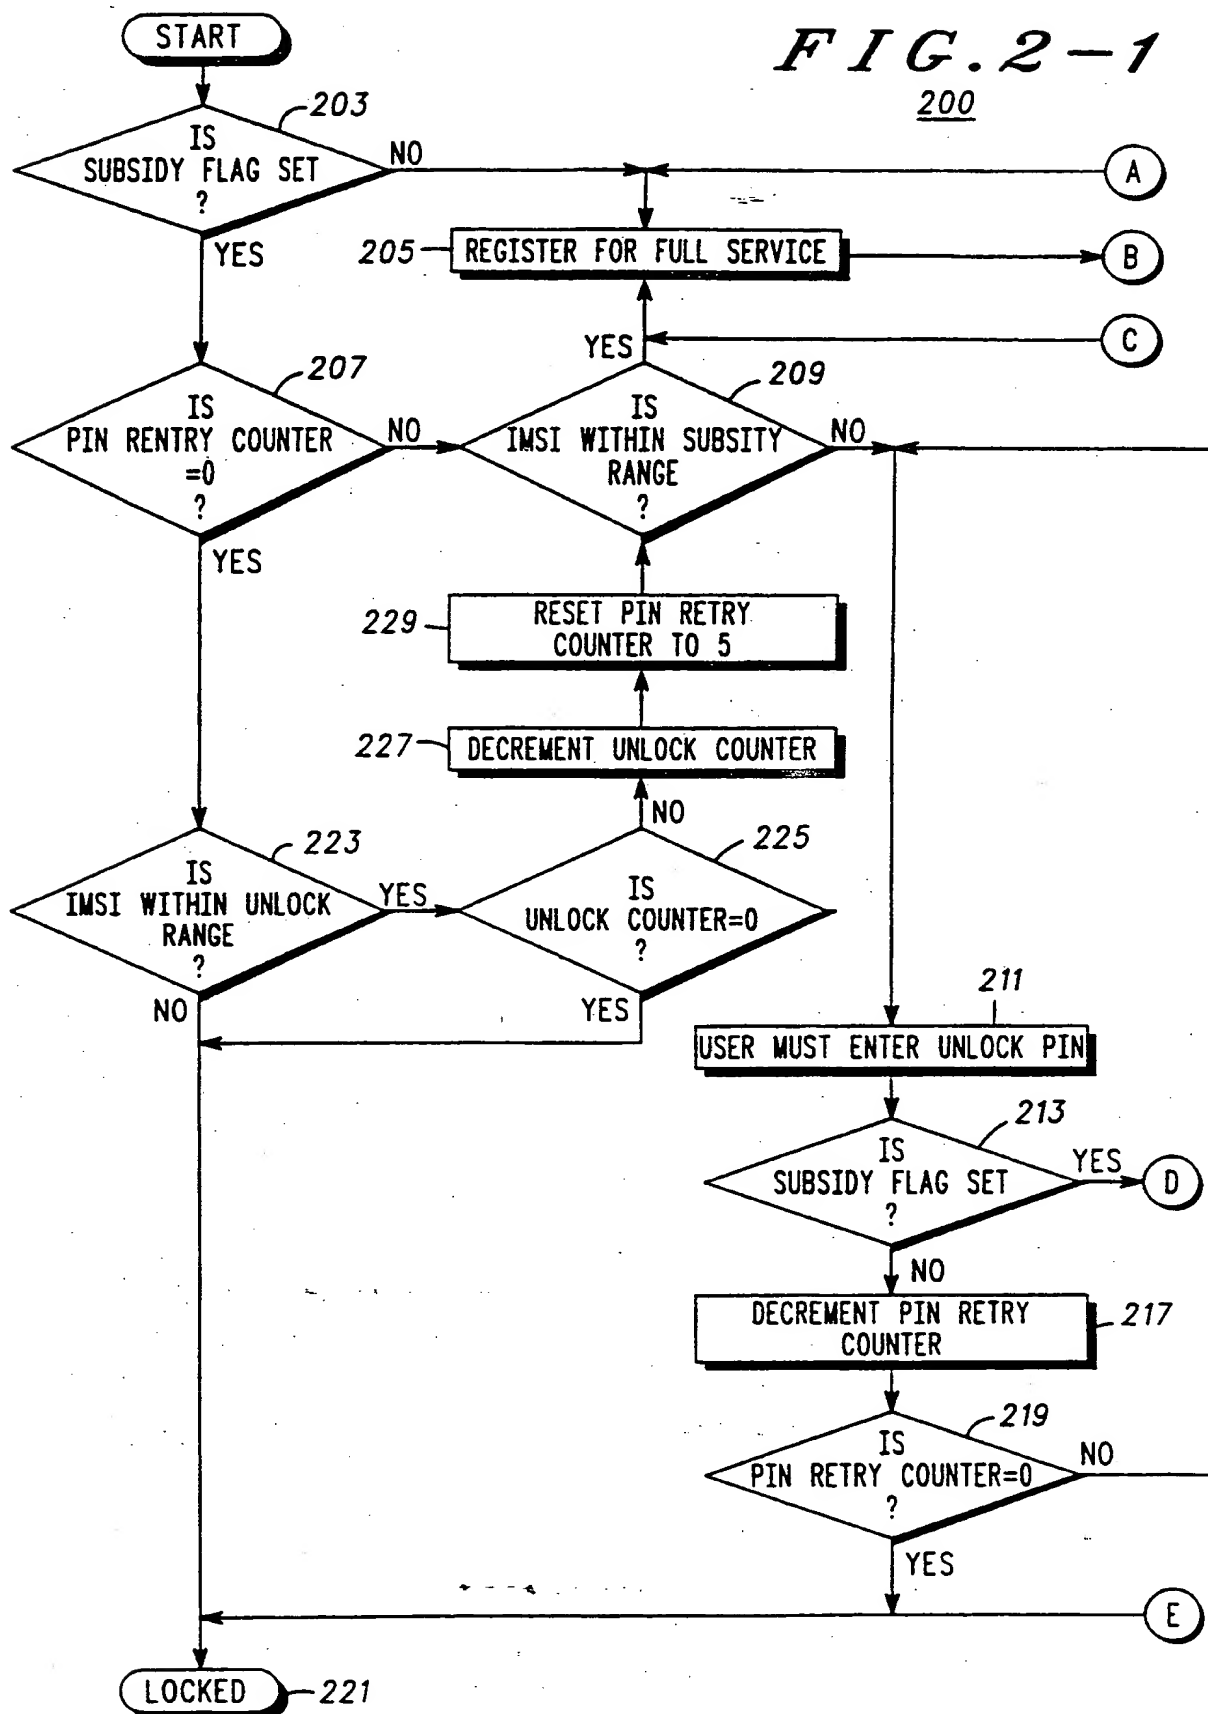 START
FIG.2-1
200
203
IS
SUBSIDY FLAG SET
?
NO
A
YES
205
REGISTER FOR FULL SERVICE
B
C
YES
207
209
IS
PIN RENTRY COUNTER
=0
?
NO
IS
IMSI WITHIN SUBSITY
RANGE
?
NO
YES
229
RESET PIN RETRY
COUNTER TO 5
227
DECREMENT UNLOCK COUNTER
NO
223
225
IS
IMSI WITHIN UNLOCK
RANGE
?
YES
IS
UNLOCK COUNTER=0
?
NO
YES
211
USER MUST ENTER UNLOCK PIN
213
IS
SUBSIDY FLAG SET
?
YES
D
NO
DECREMENT PIN RETRY
COUNTER
217
219
IS
PIN RETRY COUNTER=0
?
NO
YES
E
LOCKED
221